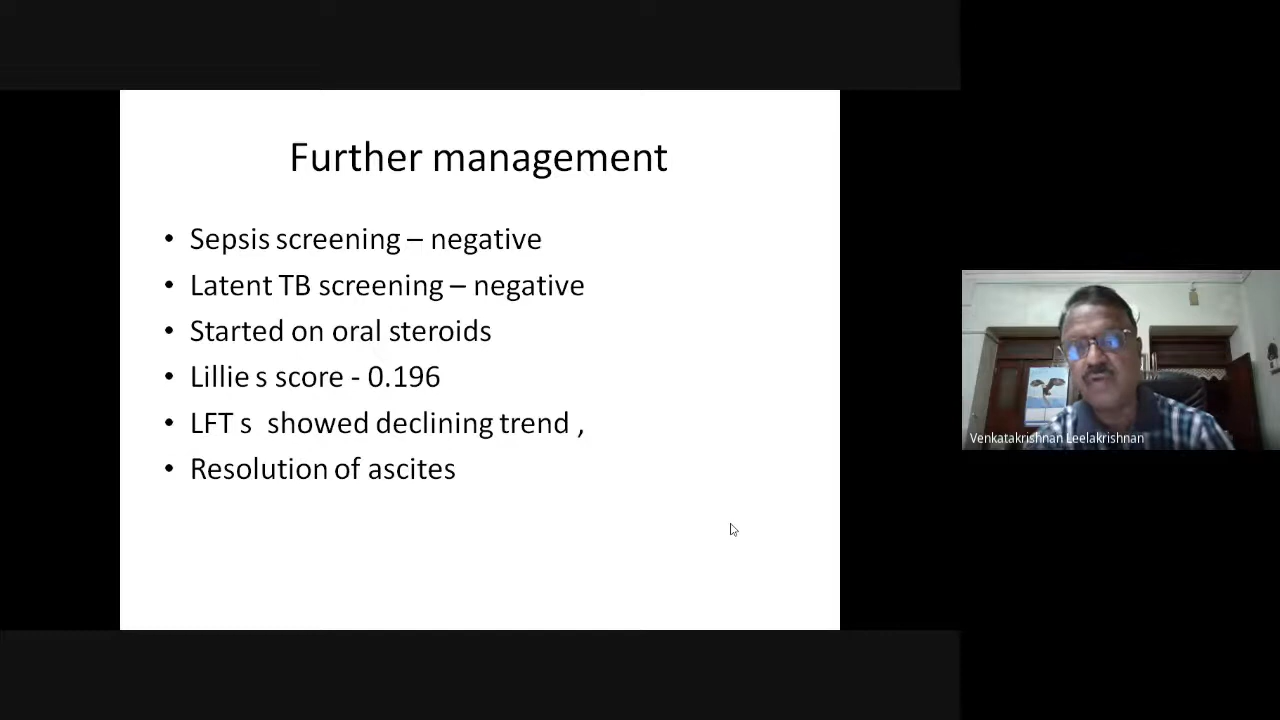 Further management
• Sepsis screening – negative
• Latent TB screening – negative
• Started on oral steroids
• Lillie s score - 0.196
• LFT s  showed declining trend ,
• Resolution of ascites
Venkatakrishnan Leelakrishnan